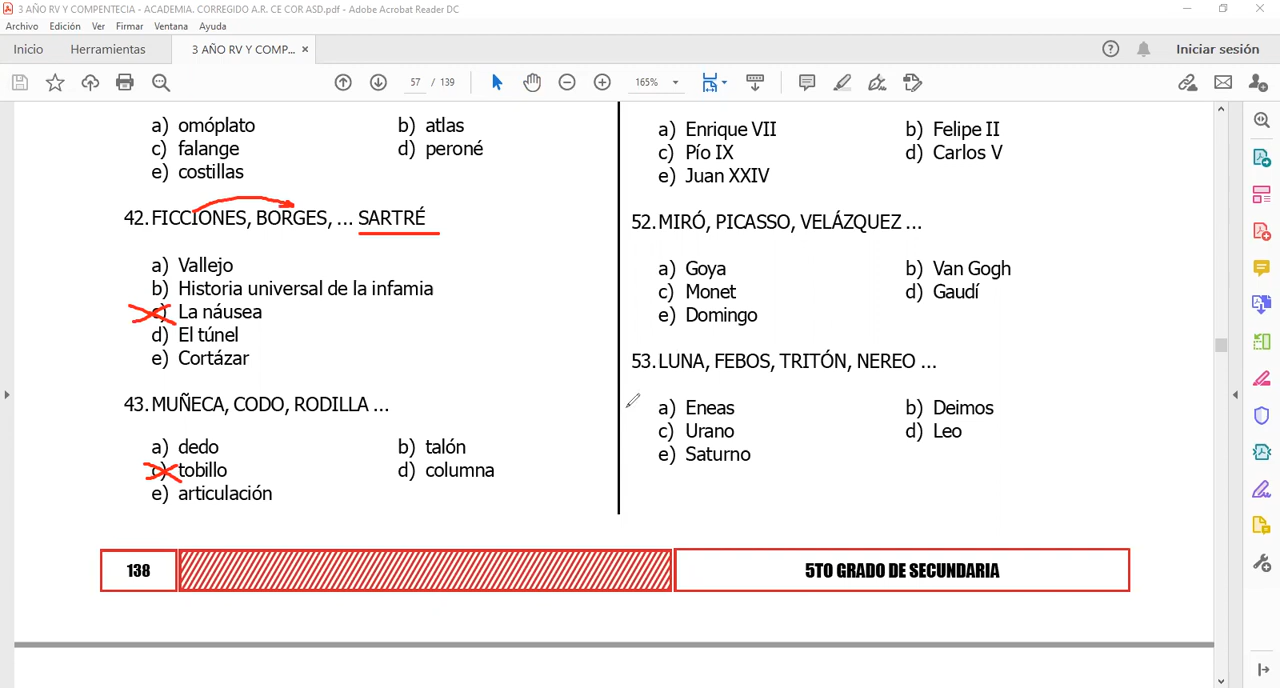 3 AÑO RV Y COMPENTECIA - ACADEMIA. CORREGIDO A.R. CE COR ASD.pdf - Adobe Acrobat Reader DC
Archivo Edición Ver Firmar Ventana Ayuda
Inicio Herramientas 3 AÑO RV Y COMP... × Iniciar sesión
57 / 139 165%
a) omóplato b) atlas
c) falange d) peroné
e) costillas
42. FICCIONES, BORGES, ... SARTRÉ
a) Vallejo
b) Historia universal de la infamia
c) La náusea
d) El túnel
e) Cortázar
43. MUÑECA, CODO, RODILLA ...
a) dedo b) talón
c) tobillo d) columna
e) articulación
a) Enrique VII b) Felipe II
c) Pío IX d) Carlos V
e) Juan XXIV
52. MIRÓ, PICASSO, VELÁZQUEZ ...
a) Goya b) Van Gogh
c) Monet d) Gaudí
e) Domingo
53. LUNA, FEBOS, TRITÓN, NEREO ...
a) Eneas b) Deimos
c) Urano d) Leo
e) Saturno
138 5TO GRADO DE SECUNDARIA